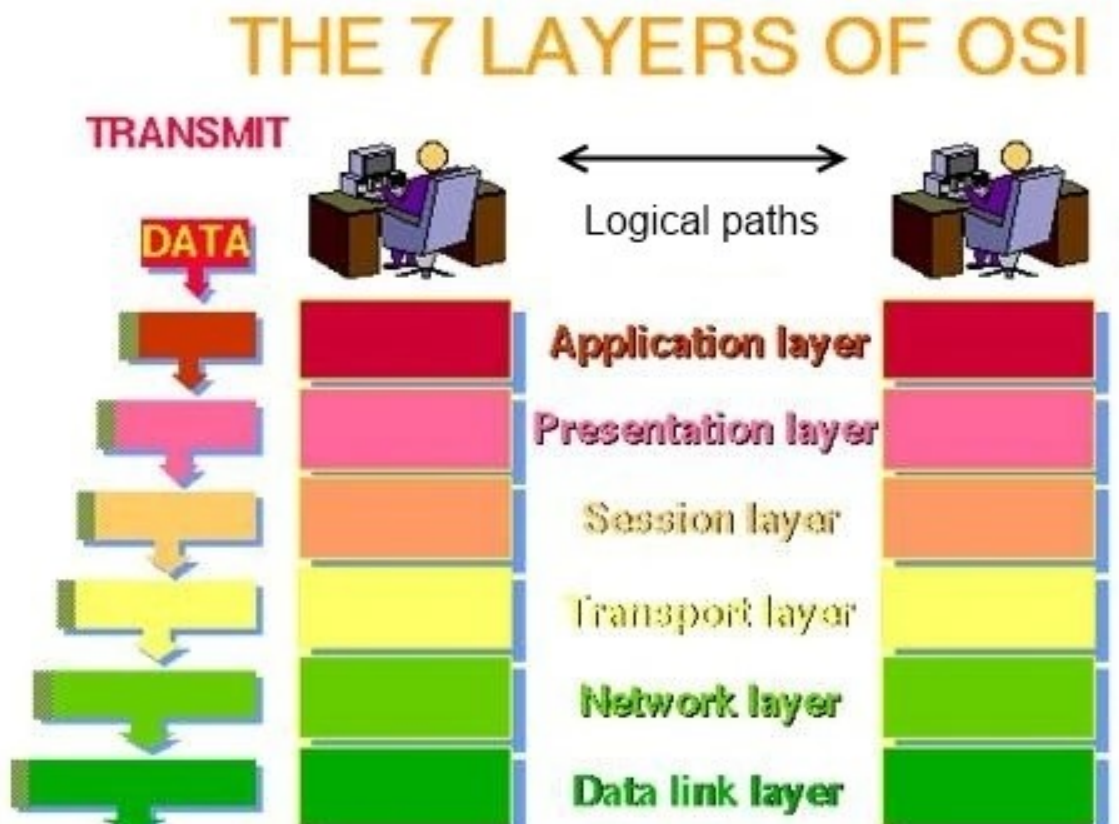 THE 7 LAYERS OF OSI
TRANSMIT
Logical paths
DATA
Application layer
Presentation layer
Session layer
Transport layer
Network layer
Data link layer